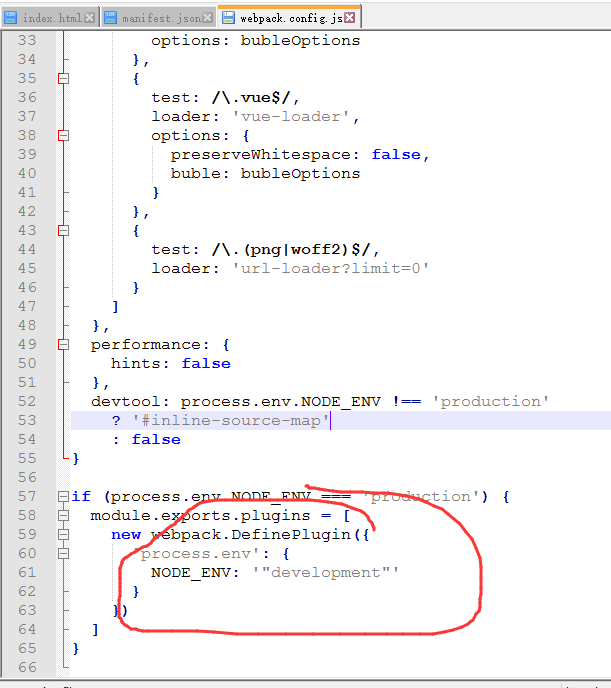 index.html manifest.json webpack.config.js
33 options: bubleOptions
34 },
35 {
36 test: /\.vue$/,
37 loader: 'vue-loader',
38 options: {
39 preserveWhitespace: false,
40 buble: bubleOptions
41 }
42 },
43 {
44 test: /\.(png|woff2)$/,
45 loader: 'url-loader?limit=0'
46 }
47 ]
48 },
49 performance: {
50 hints: false
51 },
52 devtool: process.env.NODE_ENV !== 'production'
53 ? '#inline-source-map'
54 : false
55 }
56
57 if (process.env.NODE_ENV === 'production') {
58 module.exports.plugins = [
59 new webpack.DefinePlugin({
60 'process.env': {
61 NODE_ENV: '"development"'
62 }
63 })
64 ]
65 }
66